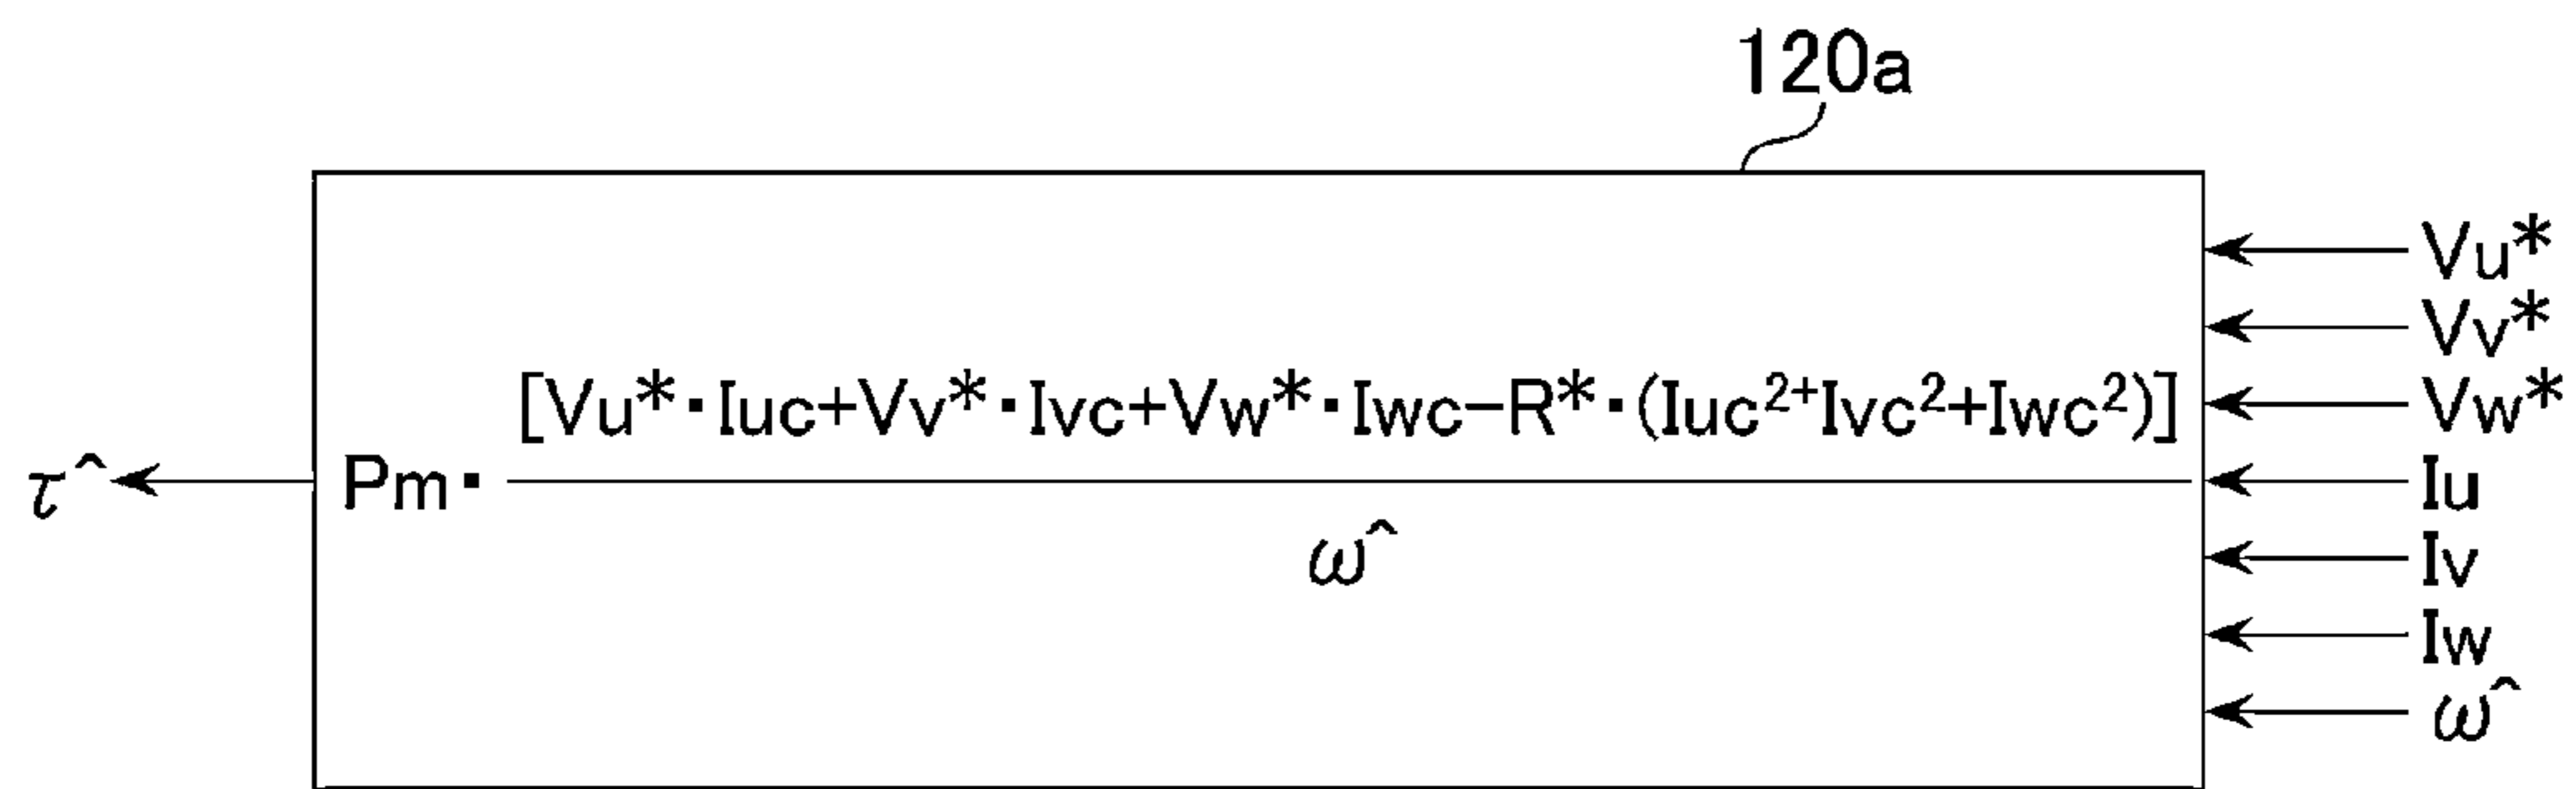 120a
Vu*
Vv*
[Vu*·Iuc+Vv*·Ivc+Vw*·Iwc−R*·(Iuc²⁺Ivc²+Iwc²)]
Vw*
τ^
Pm·
Iu
ω^
Iv
Iw
ω^